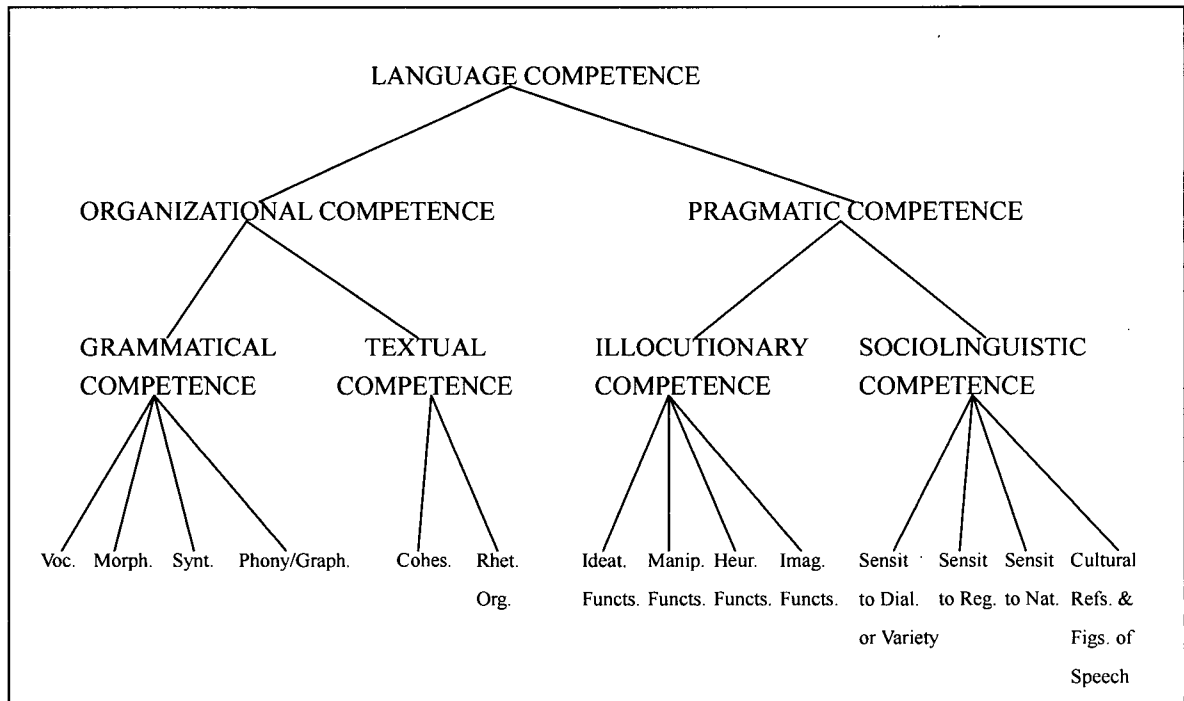 LANGUAGE COMPETENCE
ORGANIZATIONAL COMPETENCE
PRAGMATIC COMPETENCE
GRAMMATICAL
COMPETENCE
TEXTUAL
COMPETENCE
ILLOCUTIONARY
COMPETENCE
SOCIOLINGUISTIC
COMPETENCE
Voc.
Morph.
Synt.
Phony/Graph.
Cohes.
Rhet.
Org.
Ideat.
Functs.
Manip.
Functs.
Heur.
Functs.
Imag.
Functs.
Sensit
to Dial.
or Variety
Sensit
to Reg.
Sensit
to Nat.
Cultural
Refs. &
Figs. of
Speech